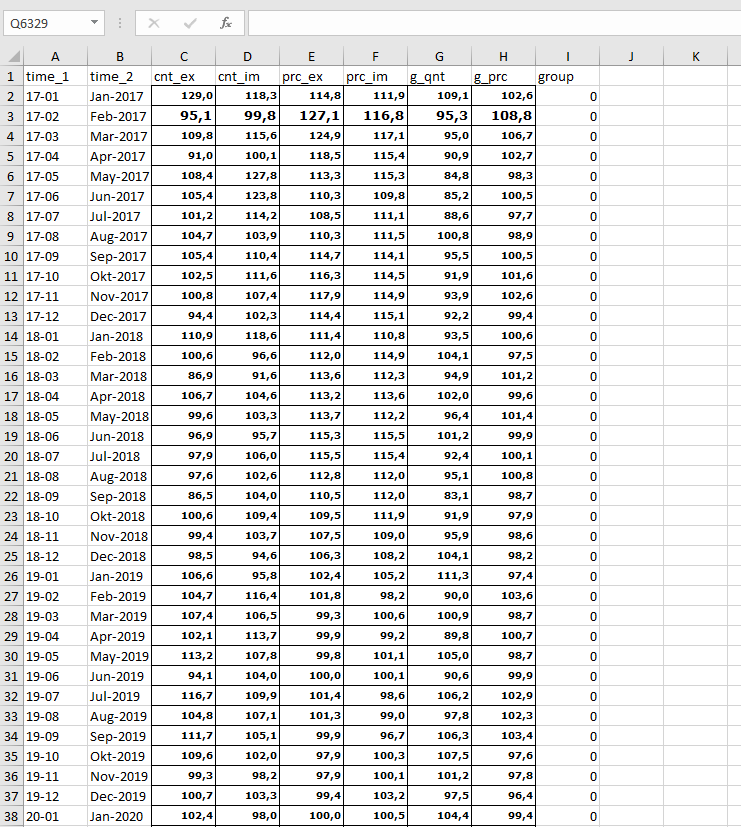 Q6329 fx
A B C D E F G H I J K
1 time_1 time_2 cnt_ex cnt_im prc_ex prc_im g_qnt g_prc group
2 17-01 Jan-2017 129,0 118,3 114,8 111,9 109,1 102,6 0
3 17-02 Feb-2017 95,1 99,8 127,1 116,8 95,3 108,8 0
4 17-03 Mar-2017 109,8 115,6 124,9 117,1 95,0 106,7 0
5 17-04 Apr-2017 91,0 100,1 118,5 115,4 90,9 102,7 0
6 17-05 May-2017 108,4 127,8 113,3 115,3 84,8 98,3 0
7 17-06 Jun-2017 105,4 123,8 110,3 109,8 85,2 100,5 0
8 17-07 Jul-2017 101,2 114,2 108,5 111,1 88,6 97,7 0
9 17-08 Aug-2017 104,7 103,9 110,3 111,5 100,8 98,9 0
10 17-09 Sep-2017 105,4 110,4 114,7 114,1 95,5 100,5 0
11 17-10 Okt-2017 102,5 111,6 116,3 114,5 91,9 101,6 0
12 17-11 Nov-2017 100,8 107,4 117,9 114,9 93,9 102,6 0
13 17-12 Dec-2017 94,4 102,3 114,4 115,1 92,2 99,4 0
14 18-01 Jan-2018 110,9 118,6 111,4 110,8 93,5 100,6 0
15 18-02 Feb-2018 100,6 96,6 112,0 114,9 104,1 97,5 0
16 18-03 Mar-2018 86,9 91,6 113,6 112,3 94,9 101,2 0
17 18-04 Apr-2018 106,7 104,6 113,2 113,6 102,0 99,6 0
18 18-05 May-2018 99,6 103,3 113,7 112,2 96,4 101,4 0
19 18-06 Jun-2018 96,9 95,7 115,3 115,5 101,2 99,9 0
20 18-07 Jul-2018 97,9 106,0 115,5 115,4 92,4 100,1 0
21 18-08 Aug-2018 97,6 102,6 112,8 112,0 95,1 100,8 0
22 18-09 Sep-2018 86,5 104,0 110,5 112,0 83,1 98,7 0
23 18-10 Okt-2018 100,6 109,4 109,5 111,9 91,9 97,9 0
24 18-11 Nov-2018 99,4 103,7 107,5 109,0 95,9 98,6 0
25 18-12 Dec-2018 98,5 94,6 106,3 108,2 104,1 98,2 0
26 19-01 Jan-2019 106,6 95,8 102,4 105,2 111,3 97,4 0
27 19-02 Feb-2019 104,7 116,4 101,8 98,2 90,0 103,6 0
28 19-03 Mar-2019 107,4 106,5 99,3 100,6 100,9 98,7 0
29 19-04 Apr-2019 102,1 113,7 99,9 99,2 89,8 100,7 0
30 19-05 May-2019 113,2 107,8 99,8 101,1 105,0 98,7 0
31 19-06 Jun-2019 94,1 104,0 100,0 100,1 90,6 99,9 0
32 19-07 Jul-2019 116,7 109,9 101,4 98,6 106,2 102,9 0
33 19-08 Aug-2019 104,8 107,1 101,3 99,0 97,8 102,3 0
34 19-09 Sep-2019 111,7 105,1 99,9 96,7 106,3 103,4 0
35 19-10 Okt-2019 109,6 102,0 97,9 100,3 107,5 97,6 0
36 19-11 Nov-2019 99,3 98,2 97,9 100,1 101,2 97,8 0
37 19-12 Dec-2019 100,7 103,3 99,4 103,2 97,5 96,4 0
38 20-01 Jan-2020 102,4 98,0 100,0 100,5 104,4 99,4 0